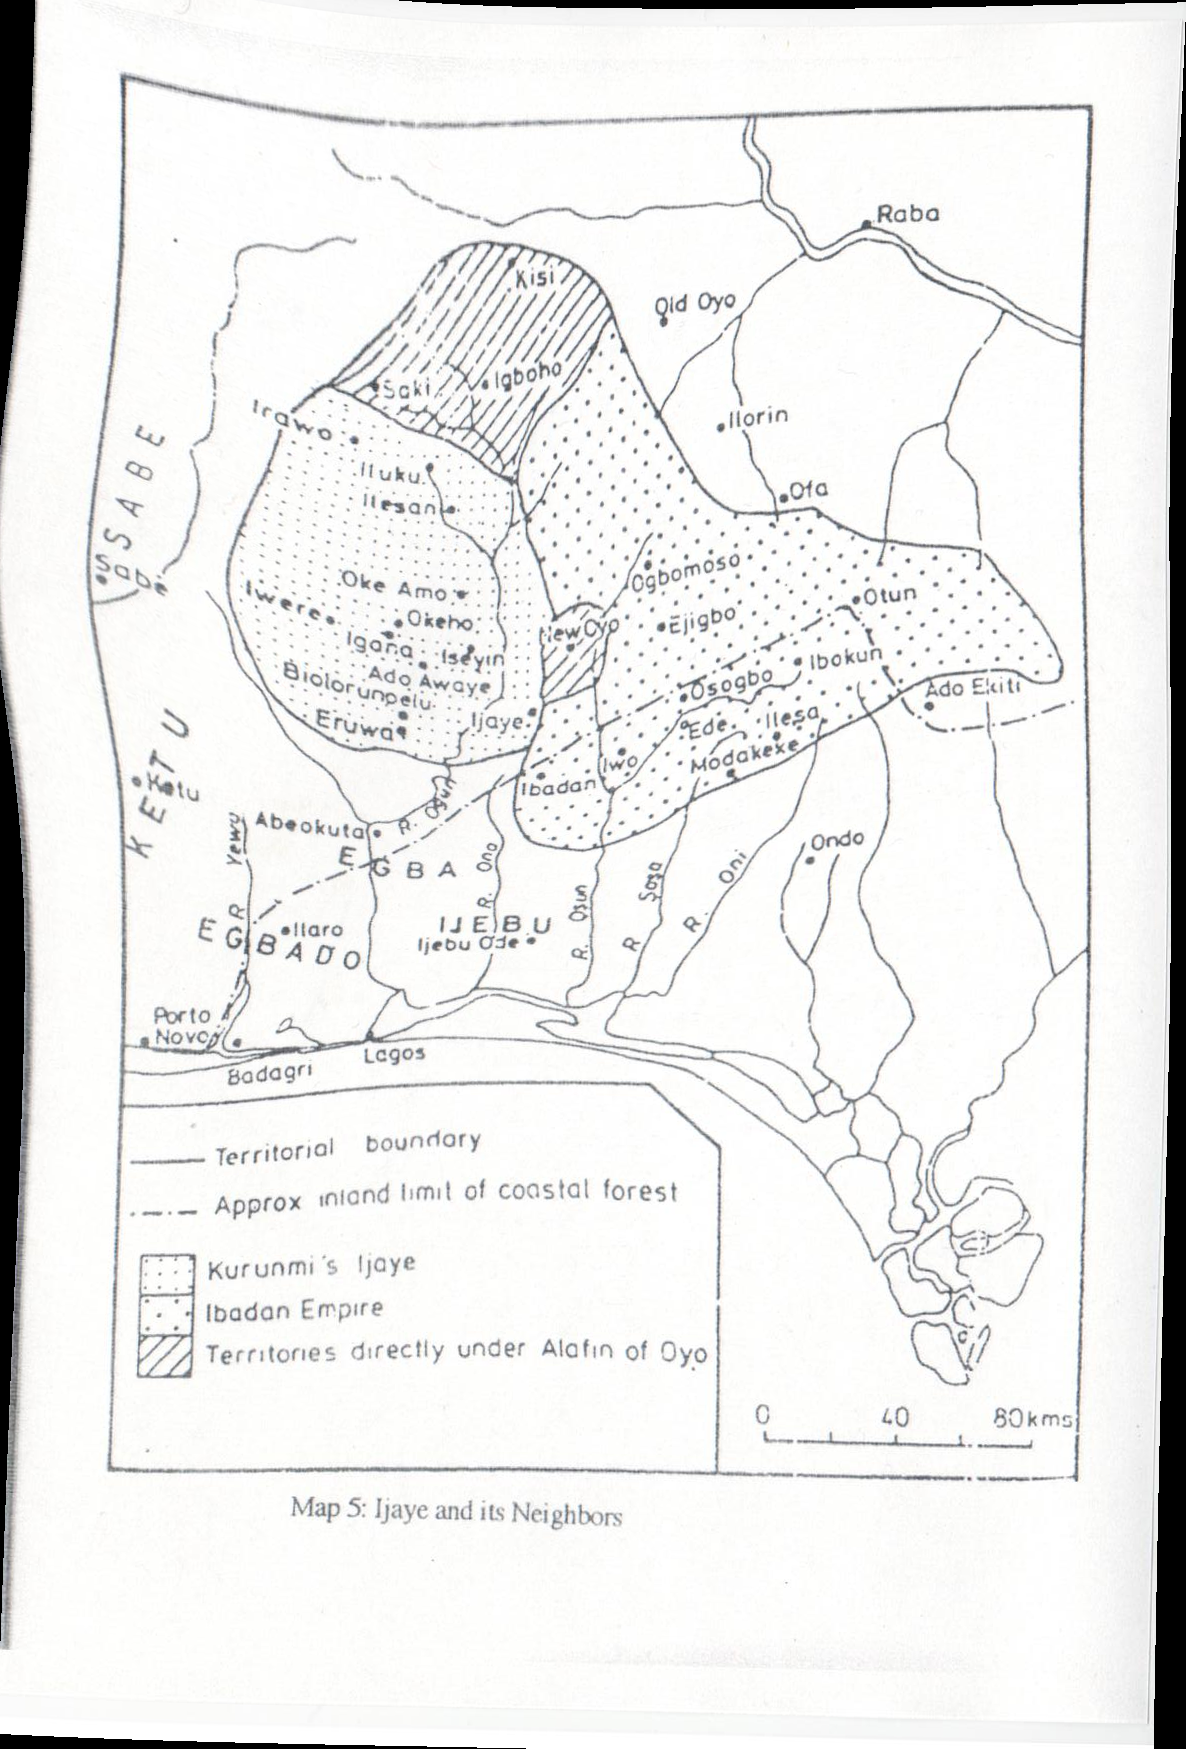 Raba
Kisi
Old Oyo
Saki
Igboho
Irawo
Ilorin
Iluku
Ilesan
Ofa
SABE
Sabe
Oke Amo
Ogbomoso
Iwere
Okeho
New Oyo
Ejigbo
Otun
Igana
Iseyin
Ibokun
Ado Awaye
Osogbo
Ado Ekiti
Biolorunpelu
Eruwa
Ijaye
Ede
Ilesa
Iwo
Modakeke
Ibadan
KETU
Ketu
R. Ogun
Abeokuta
R Yewu
EGBA
R. Ona
Ondo
R. Osun
R Sasa
R. Oni
EGBADO
Ilaro
IJEBU
Ijebu Ode
Porto
Novo
Badagri
Lagos
Territorial boundary
Approx inland limit of coastal forest
Kurunmi's Ijaye
Ibadan Empire
Territories directly under Alafin of Oyo
0 40 80kms
Map 5: Ijaye and its Neighbors